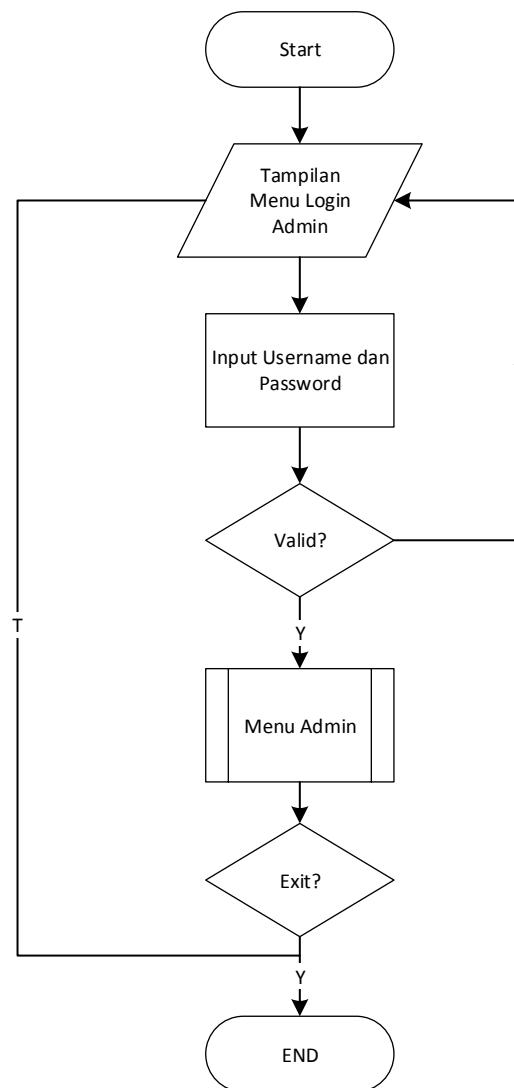 Start
Tampilan
Menu Login
Admin
Input Username dan
Password
Valid?
T
Y
Menu Admin
Exit?
Y
END